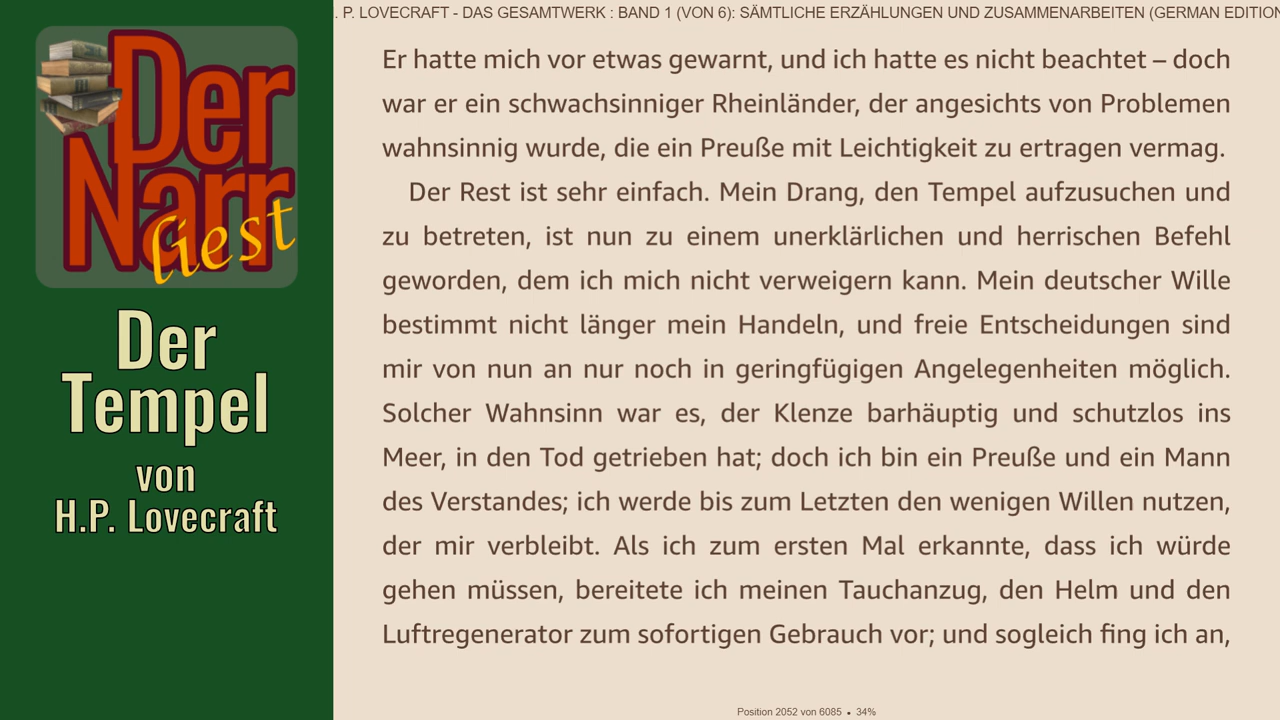 Der
Narr
liest
Der
Tempel
von
H.P. Lovecraft
. P. LOVECRAFT - DAS GESAMTWERK : BAND 1 (VON 6): SÄMTLICHE ERZÄHLUNGEN UND ZUSAMMENARBEITEN (GERMAN EDITION
Er hatte mich vor etwas gewarnt, und ich hatte es nicht beachtet – doch
war er ein schwachsinniger Rheinländer, der angesichts von Problemen
wahnsinnig wurde, die ein Preuße mit Leichtigkeit zu ertragen vermag.
Der Rest ist sehr einfach. Mein Drang, den Tempel aufzusuchen und
zu betreten, ist nun zu einem unerklärlichen und herrischen Befehl
geworden, dem ich mich nicht verweigern kann. Mein deutscher Wille
bestimmt nicht länger mein Handeln, und freie Entscheidungen sind
mir von nun an nur noch in geringfügigen Angelegenheiten möglich.
Solcher Wahnsinn war es, der Klenze barhäuptig und schutzlos ins
Meer, in den Tod getrieben hat; doch ich bin ein Preuße und ein Mann
des Verstandes; ich werde bis zum Letzten den wenigen Willen nutzen,
der mir verbleibt. Als ich zum ersten Mal erkannte, dass ich würde
gehen müssen, bereitete ich meinen Tauchanzug, den Helm und den
Luftregenerator zum sofortigen Gebrauch vor; und sogleich fing ich an,
Position 2052 von 6085 • 34%